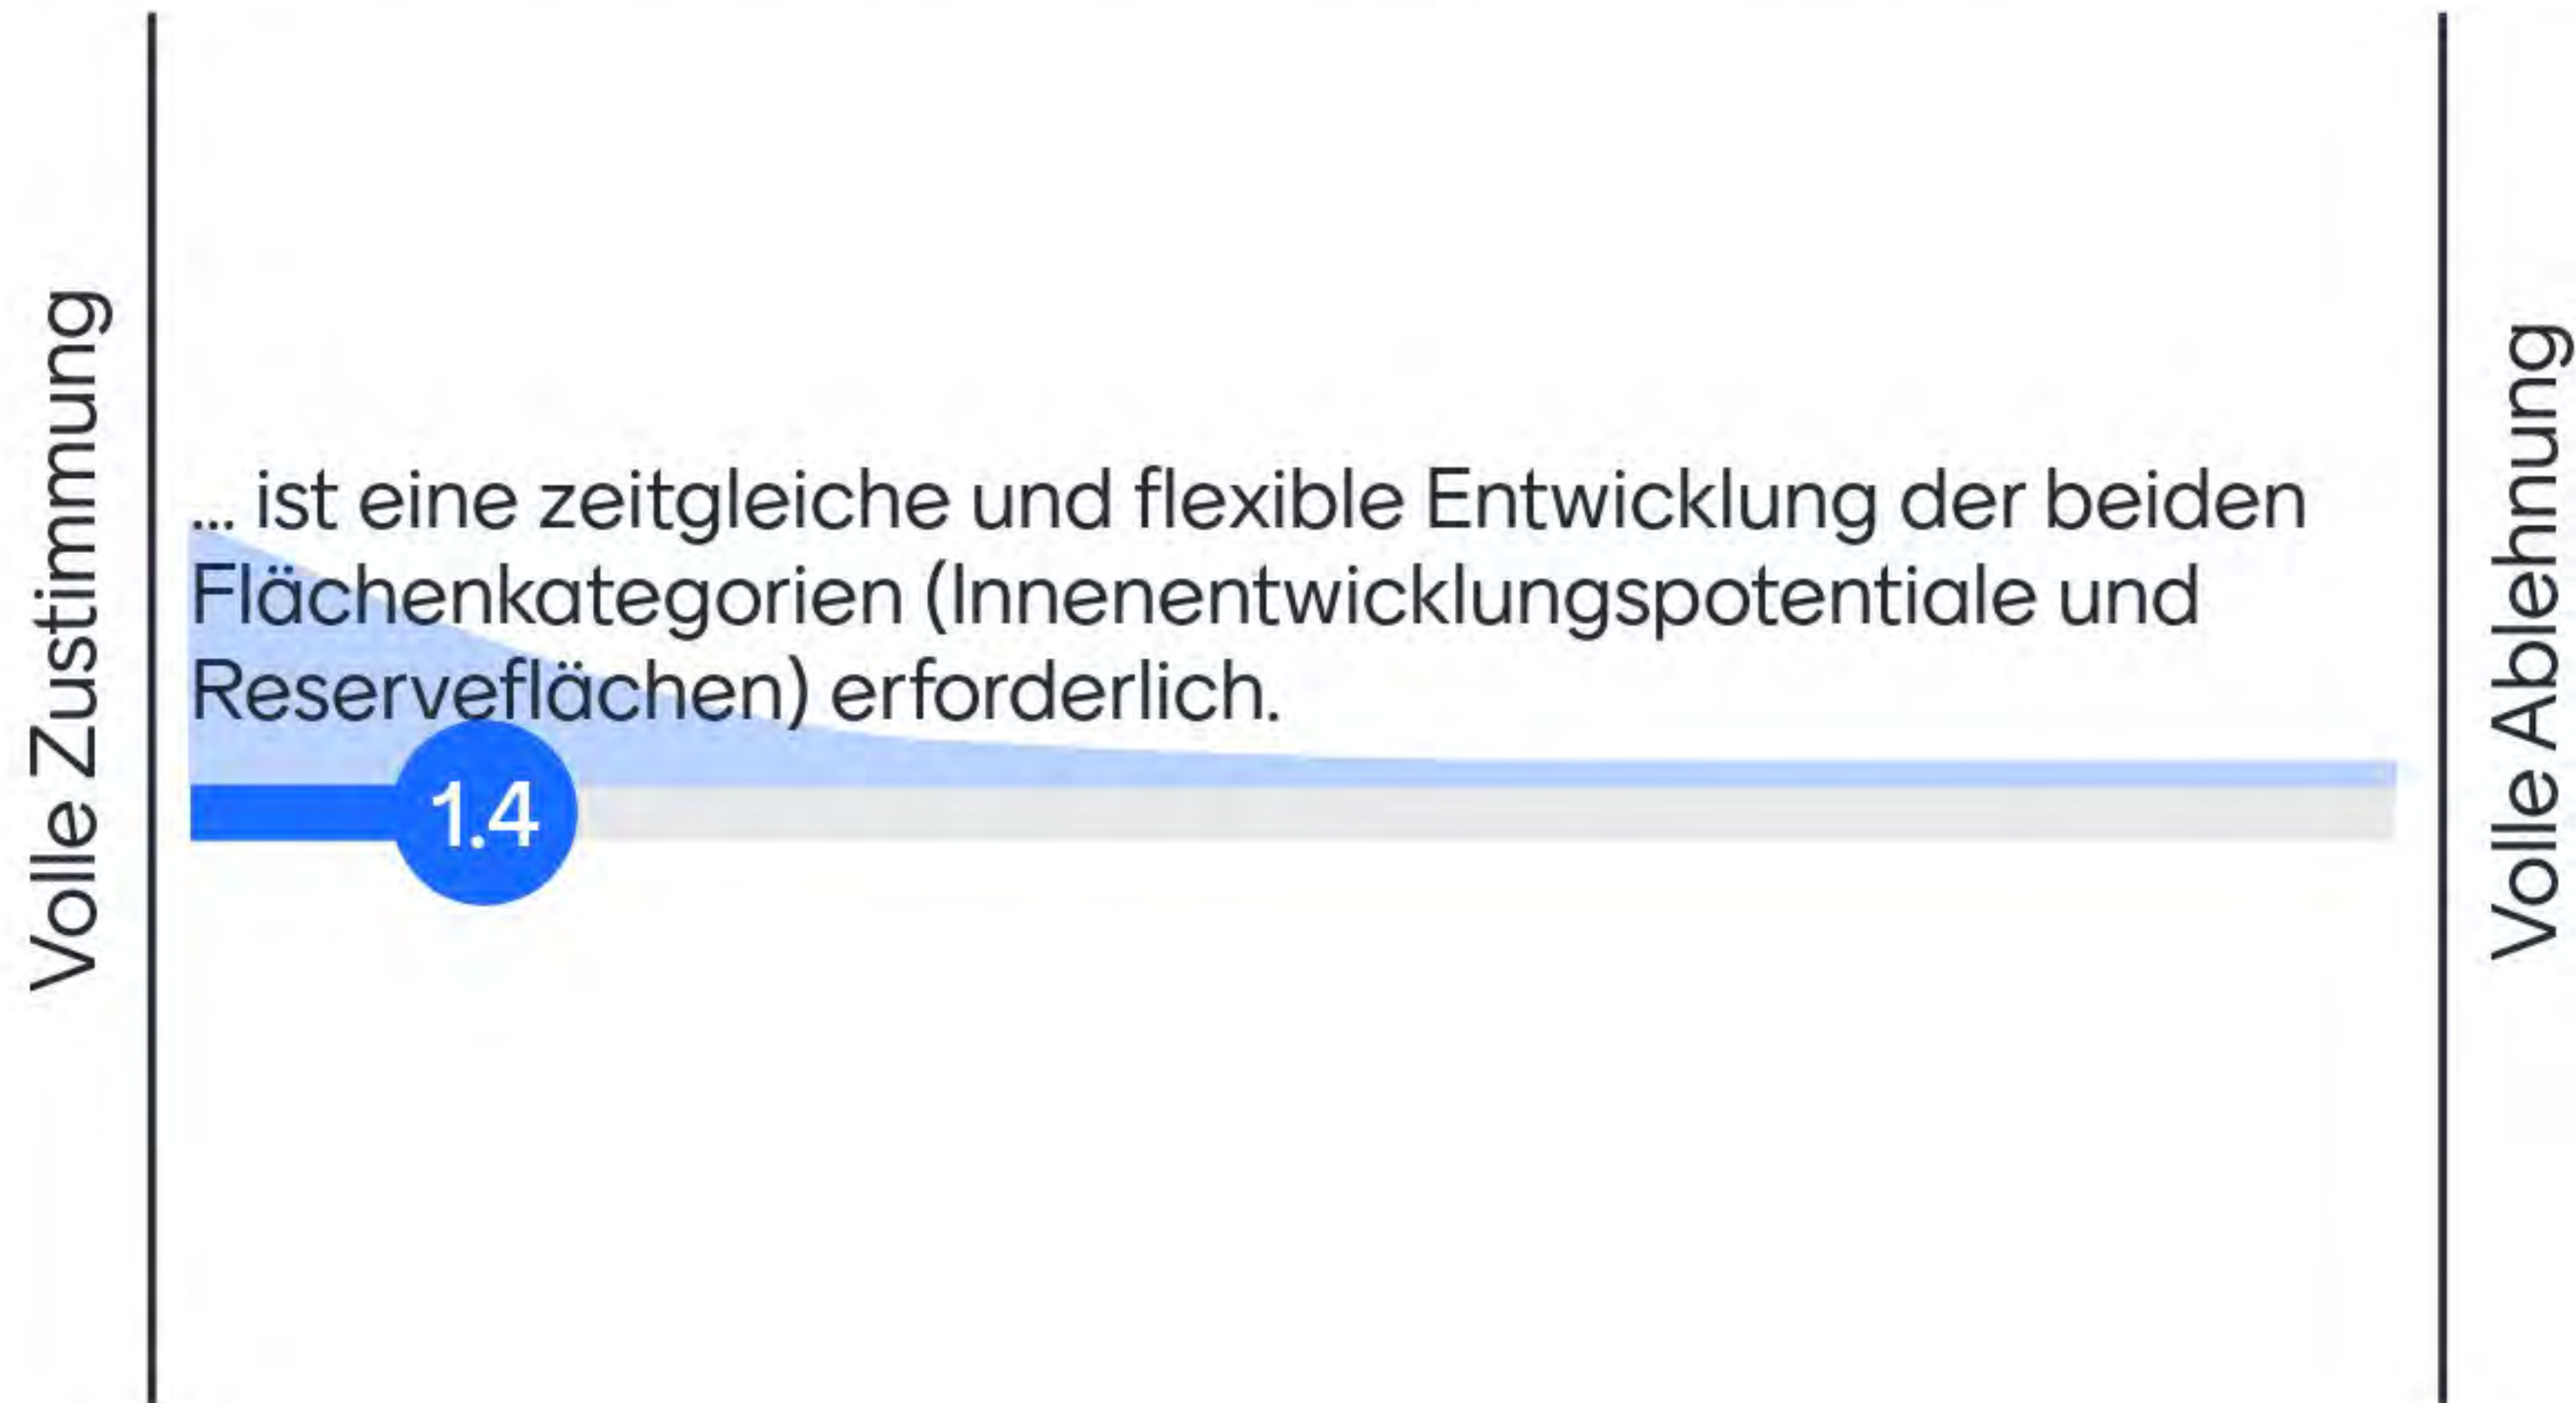 Volle Zustimmung
... ist eine zeitgleiche und flexible Entwicklung der beiden
Flächenkategorien (Innenentwicklungspotentiale und
Reserveflächen) erforderlich.
1.4
Volle Ablehnung